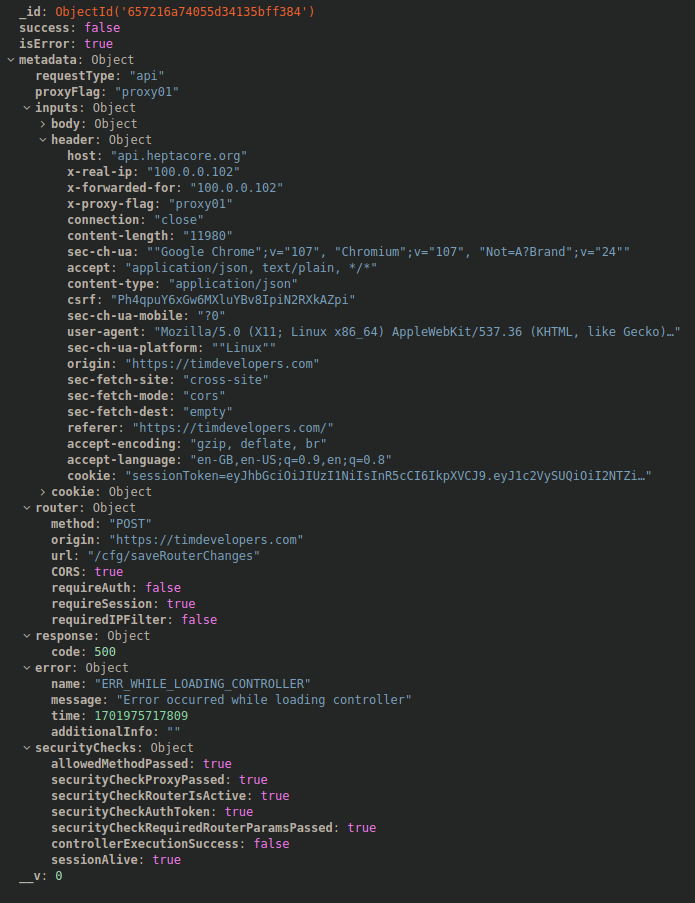 _id: ObjectId('657216a74055d34135bff384')
success: false
isError: true
metadata: Object
requestType: "api"
proxyFlag: "proxy01"
inputs: Object
body: Object
header: Object
host: "api.heptacore.org"
x-real-ip: "100.0.0.102"
x-forwarded-for: "100.0.0.102"
x-proxy-flag: "proxy01"
connection: "close"
content-length: "11980"
sec-ch-ua: ""Google Chrome";v="107", "Chromium";v="107", "Not=A?Brand";v="24""
accept: "application/json, text/plain, */*"
content-type: "application/json"
csrf: "Ph4qpuY6xGw6MXluYBv8IpiN2RXkAZpi"
sec-ch-ua-mobile: "?0"
user-agent: "Mozilla/5.0 (X11; Linux x86_64) AppleWebKit/537.36 (KHTML, like Gecko)…"
sec-ch-ua-platform: ""Linux""
origin: "https://timdevelopers.com"
sec-fetch-site: "cross-site"
sec-fetch-mode: "cors"
sec-fetch-dest: "empty"
referer: "https://timdevelopers.com/"
accept-encoding: "gzip, deflate, br"
accept-language: "en-GB,en-US;q=0.9,en;q=0.8"
cookie: "sessionToken=eyJhbGciOiJIUzI1NiIsInR5cCI6IkpXVCJ9.eyJ1c2VySUQiOiI2NTZi…"
cookie: Object
router: Object
method: "POST"
origin: "https://timdevelopers.com"
url: "/cfg/saveRouterChanges"
CORS: true
requireAuth: false
requireSession: true
requiredIPFilter: false
response: Object
code: 500
error: Object
name: "ERR_WHILE_LOADING_CONTROLLER"
message: "Error occurred while loading controller"
time: 1701975717809
additionalInfo: ""
securityChecks: Object
allowedMethodPassed: true
securityCheckProxyPassed: true
securityCheckRouterIsActive: true
securityCheckAuthToken: true
securityCheckRequiredRouterParamsPassed: true
controllerExecutionSuccess: false
sessionAlive: true
__v: 0